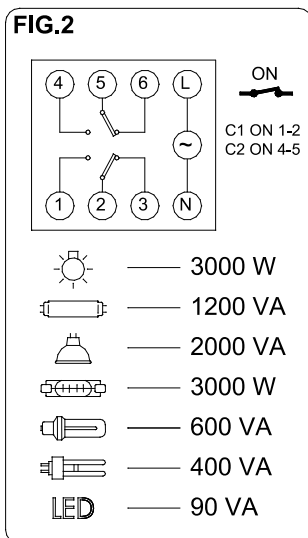 FIG.2
4 5 6 L
ON
~
C1 ON 1-2
C2 ON 4-5
1 2 3 N
3000 W
1200 VA
2000 VA
3000 W
600 VA
400 VA
LED 90 VA